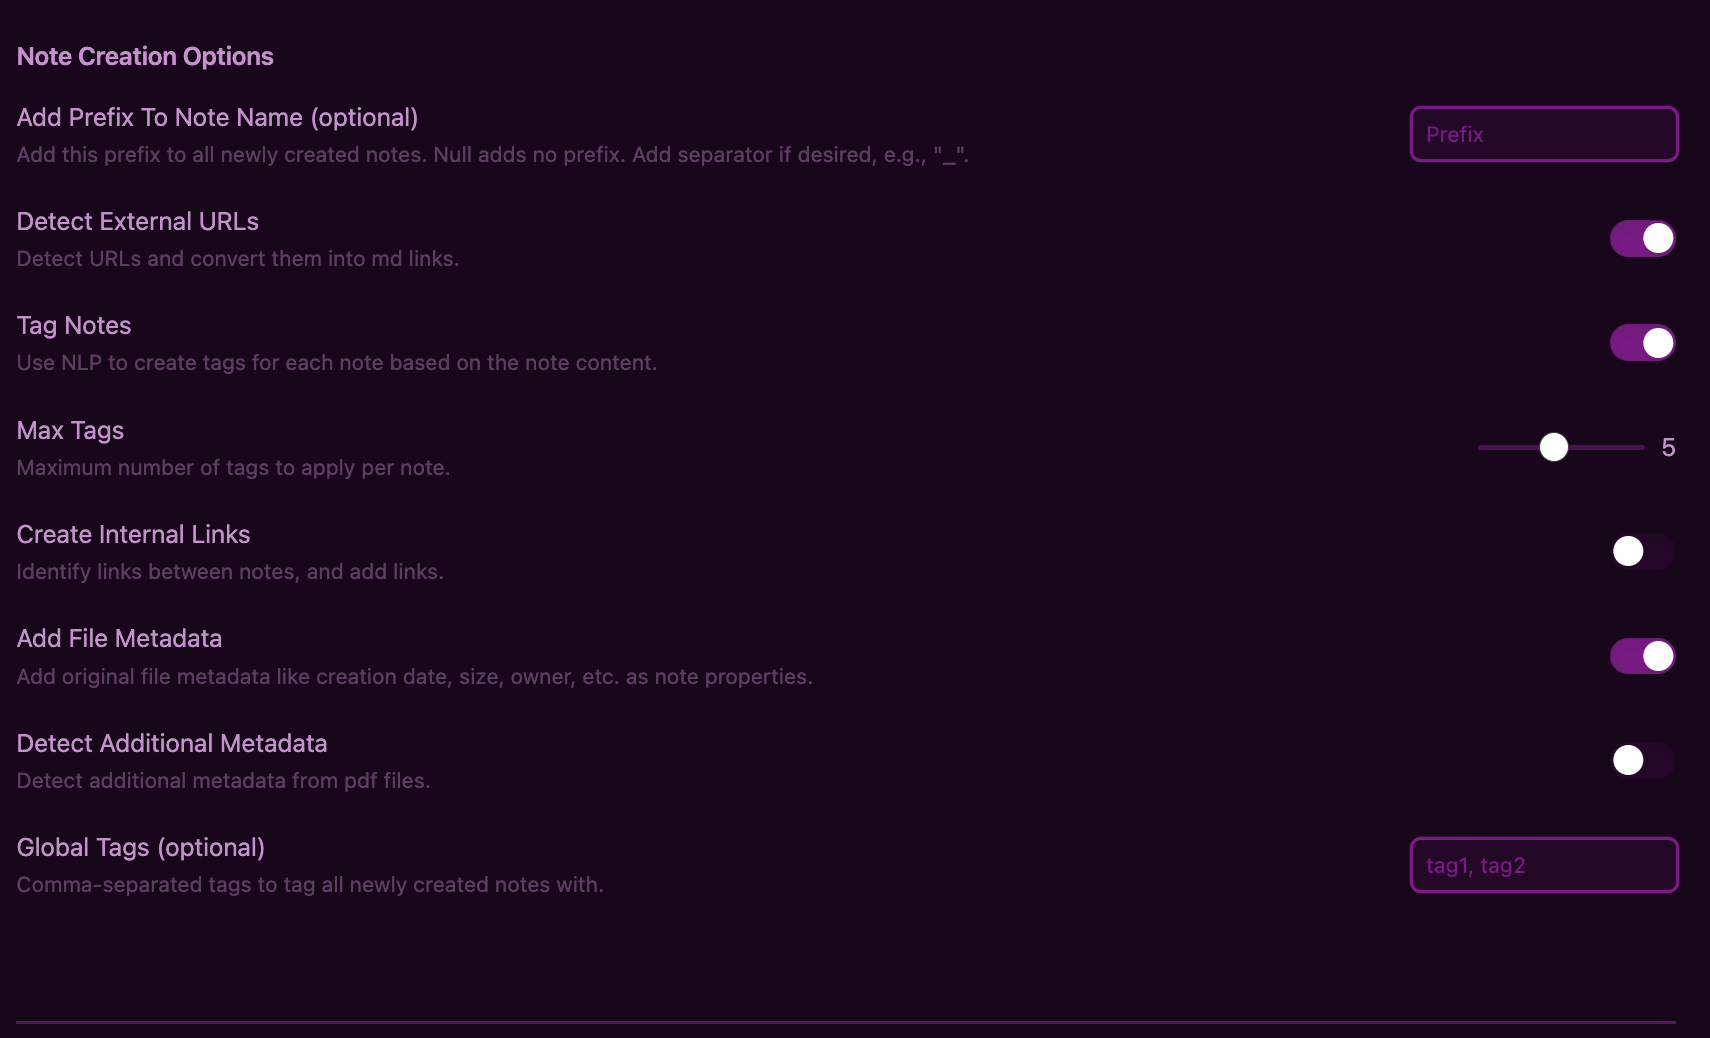 Note Creation Options
Add Prefix To Note Name (optional)
Add this prefix to all newly created notes. Null adds no prefix. Add separator if desired, e.g., "_".
Prefix
Detect External URLs
Detect URLs and convert them into md links.
Tag Notes
Use NLP to create tags for each note based on the note content.
Max Tags
Maximum number of tags to apply per note.
5
Create Internal Links
Identify links between notes, and add links.
Add File Metadata
Add original file metadata like creation date, size, owner, etc. as note properties.
Detect Additional Metadata
Detect additional metadata from pdf files.
Global Tags (optional)
Comma-separated tags to tag all newly created notes with.
tag1, tag2